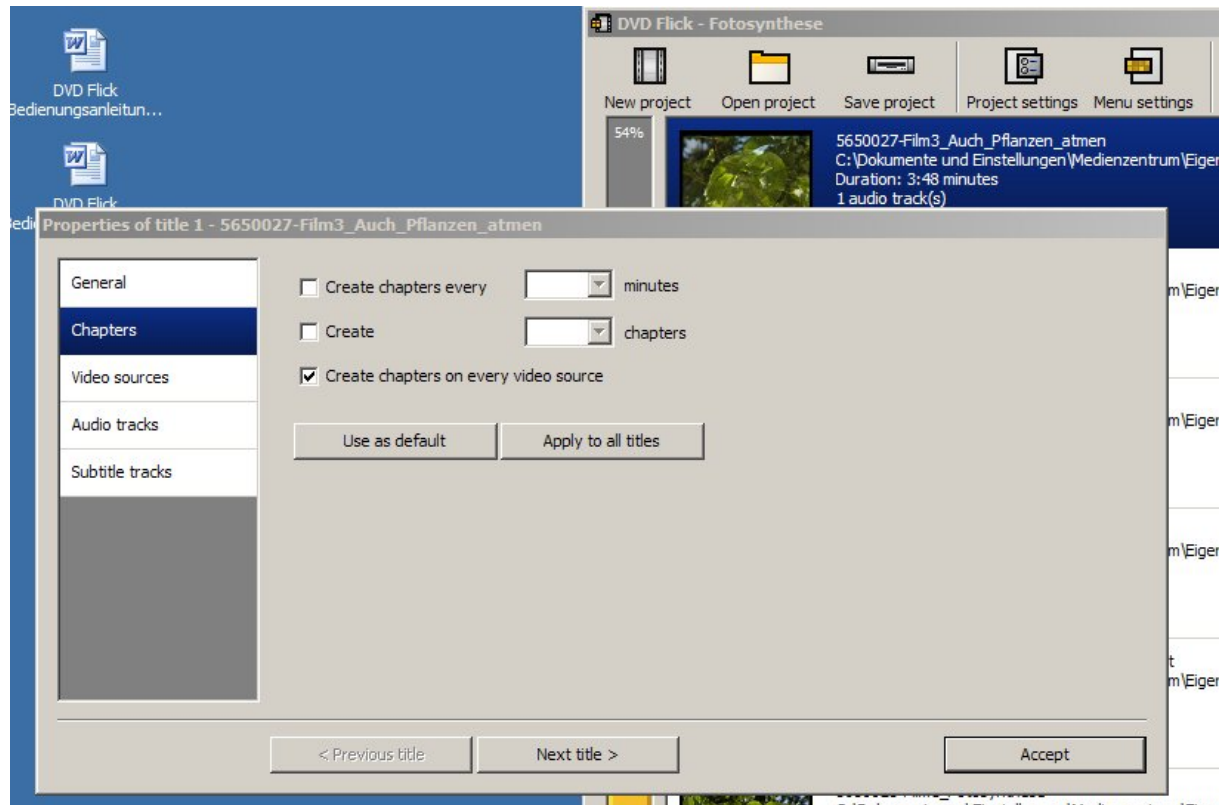 DVD Flick
Bedienungsanleitun...
DVD Flick
DVD Flick - Fotosynthese
New project
Open project
Save project
Project settings
Menu settings
54%
5650027-Film3_Auch_Pflanzen_atmen
C:\Dokumente und Einstellungen\Medienzentrum\Eiger
Duration: 3:48 minutes
1 audio track(s)
Properties of title 1 - 5650027-Film3_Auch_Pflanzen_atmen
General
Chapters
Video sources
Audio tracks
Subtitle tracks
Create chapters every
minutes
Create
chapters
Create chapters on every video source
Use as default
Apply to all titles
< Previous title
Next title >
Accept
m\Eiger
m\Eiger
m\Eiger
t
m\Eiger